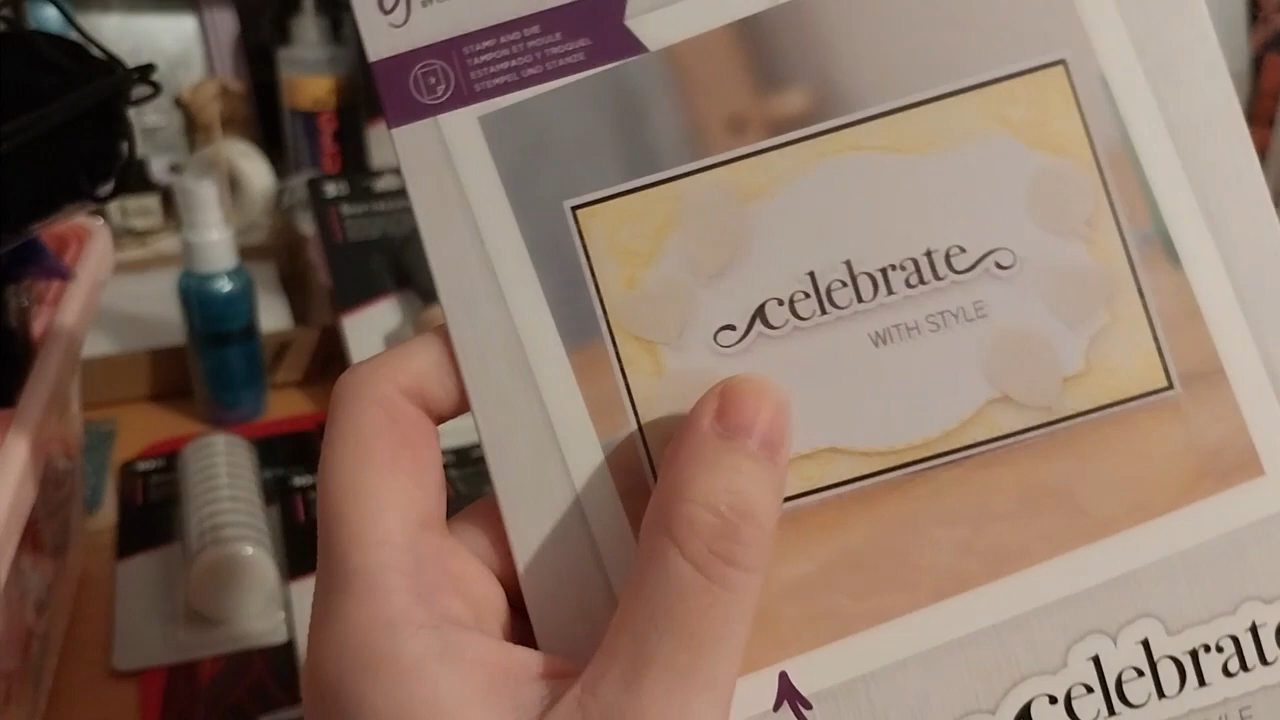 STAMP AND DIE
TAMPON ET MOULE
ESTAMPADO Y TROQUEL
STEMPEL UND STANZE
celebrate
WITH STYLE
celebrate